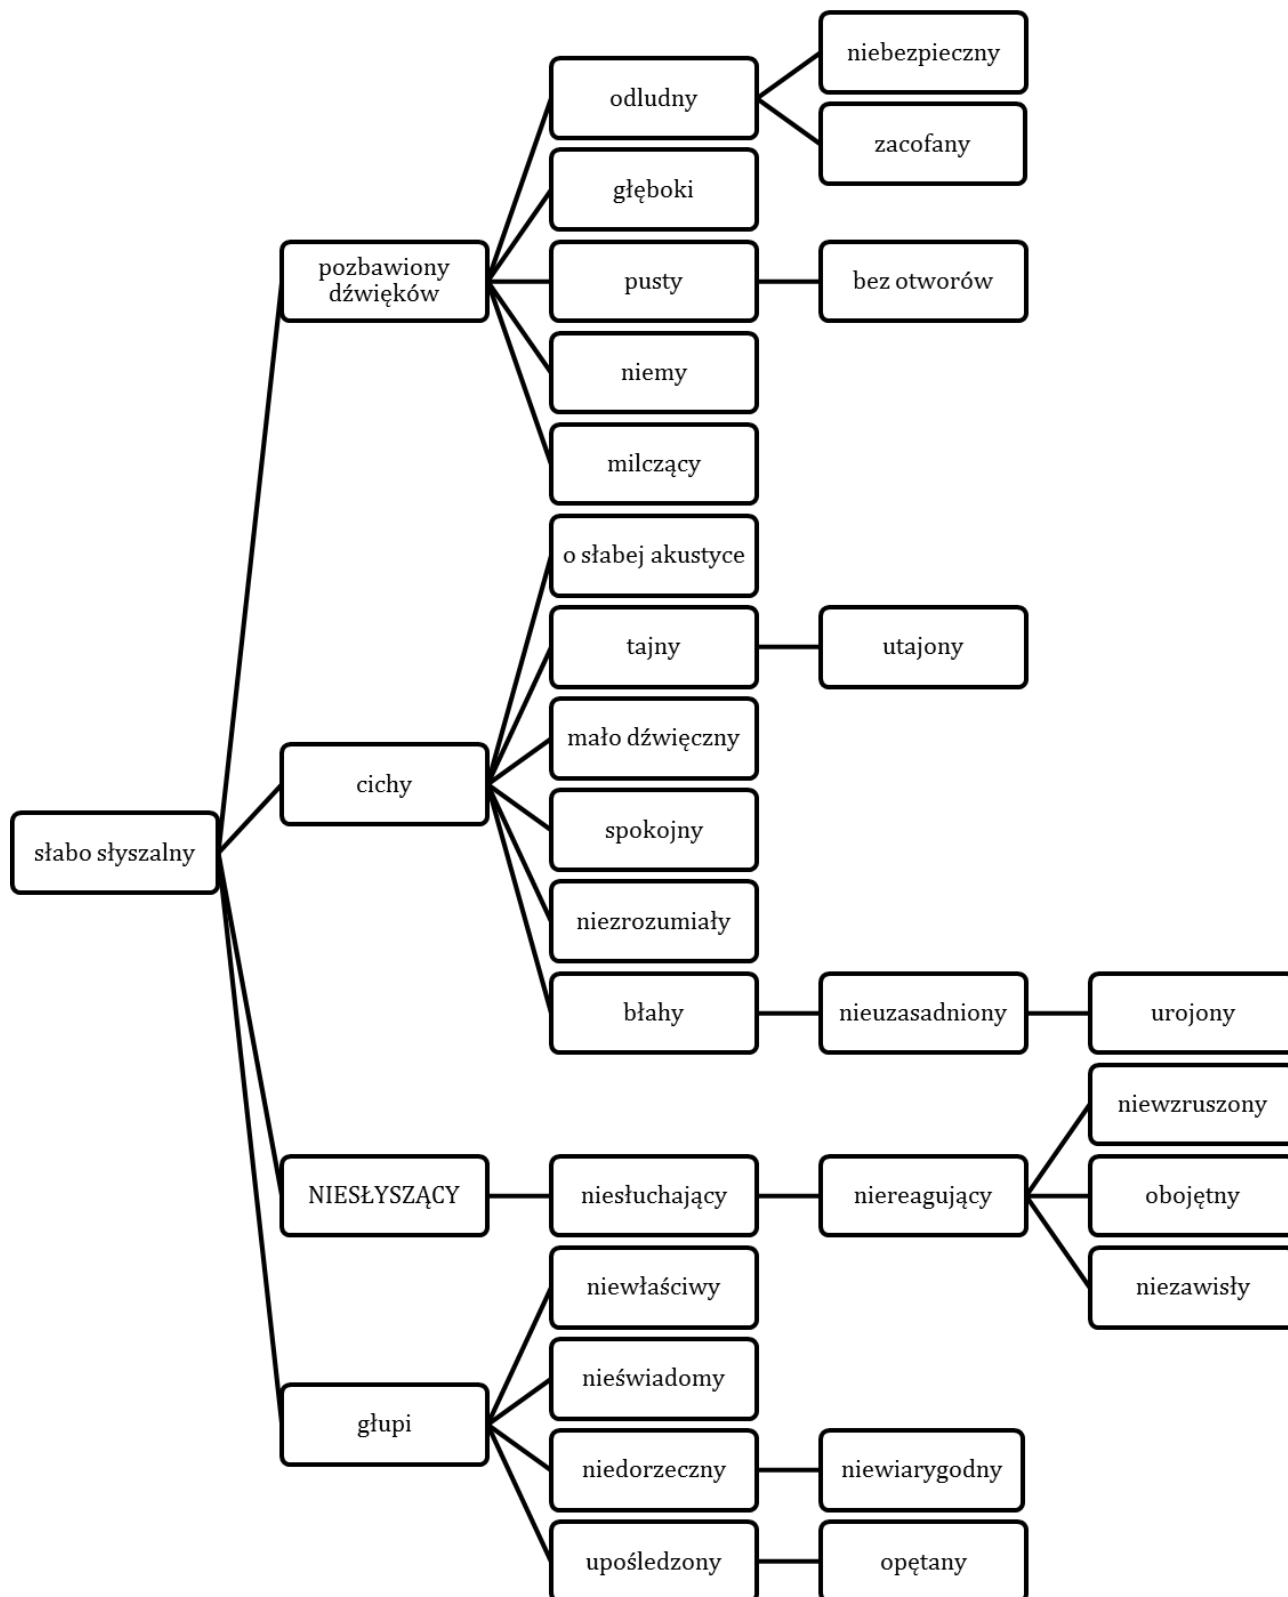 niebezpieczny
odludny
zacofany
głęboki
pozbawiony
dźwięków
pusty
bez otworów
niemy
milczący
o słabej akustyce
tajny
utajony
mało dźwięczny
cichy
spokojny
słabo słyszalny
niezrozumiały
błahy
nieuzasadniony
urojony
niewzruszony
NIESŁYSZĄCY
niesłuchający
niereagujący
obojętny
niewłaściwy
niezawisły
nieświadomy
głupi
niedorzeczny
niewiarygodny
upośledzony
opętany